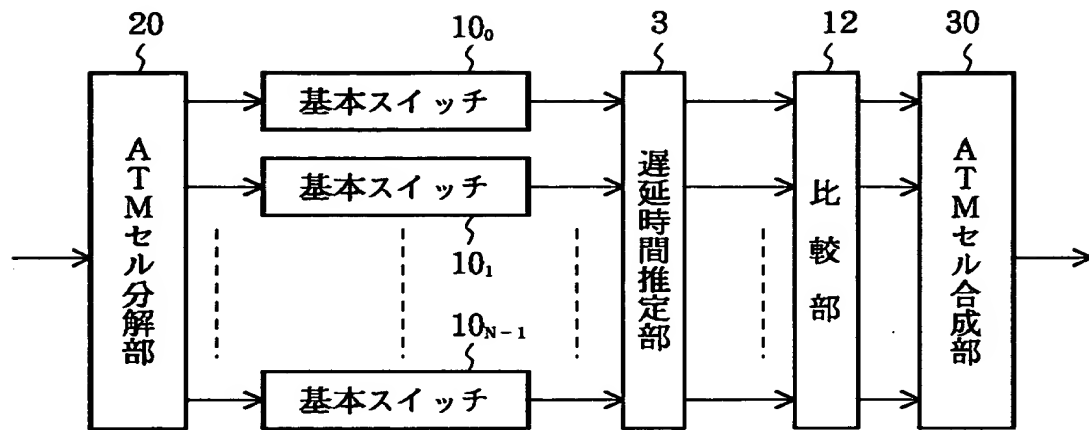 20
10₀
3
12
30
ATMセル分解部
基本スイッチ
基本スイッチ
10₁
10N-1
基本スイッチ
遅延時間推定部
比較部
ATMセル合成部